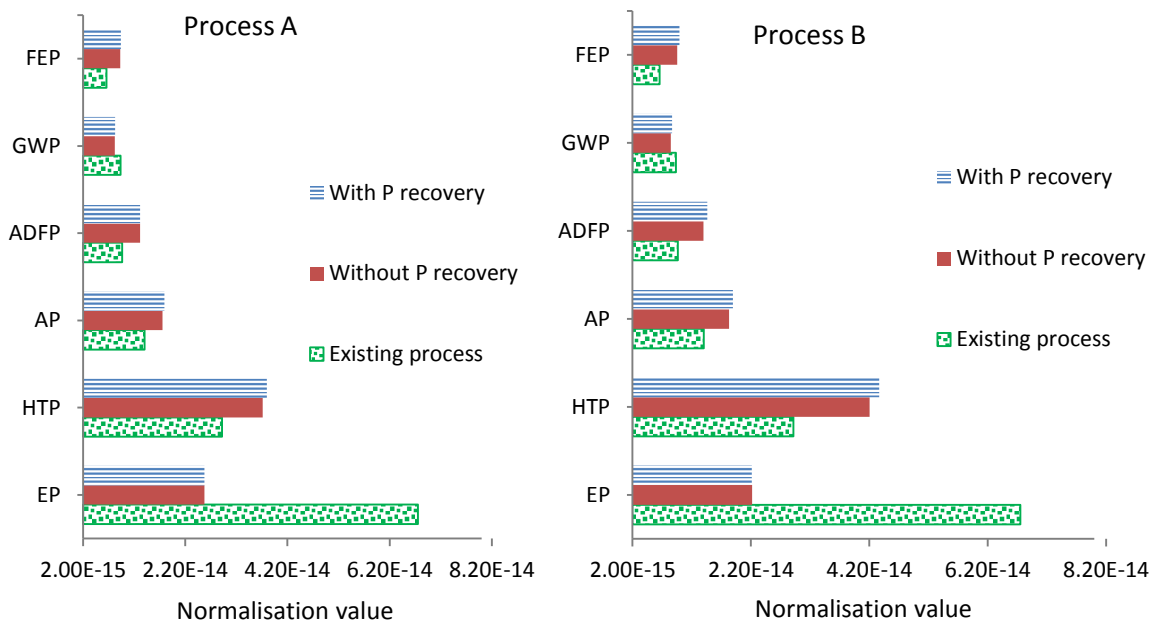 Process A
FEP
GWP
ADFP
AP
HTP
EP
With P recovery
Without P recovery
Existing process
2.00E-15 2.20E-14 4.20E-14 6.20E-14 8.20E-14
Normalisation value
Process B
FEP
GWP
ADFP
AP
HTP
EP
With P recovery
Without P recovery
Existing process
2.00E-15 2.20E-14 4.20E-14 6.20E-14 8.20E-14
Normalisation value